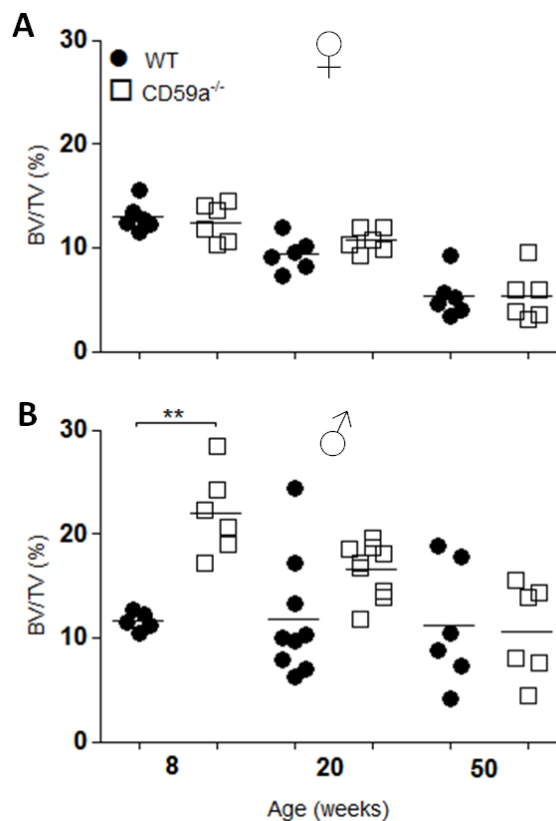 A
30
♀
WT
CD59a-/-
20
BV/TV (%)
10
0
B
**
30
♂
20
BV/TV (%)
10
0
8 20 50
Age (weeks)